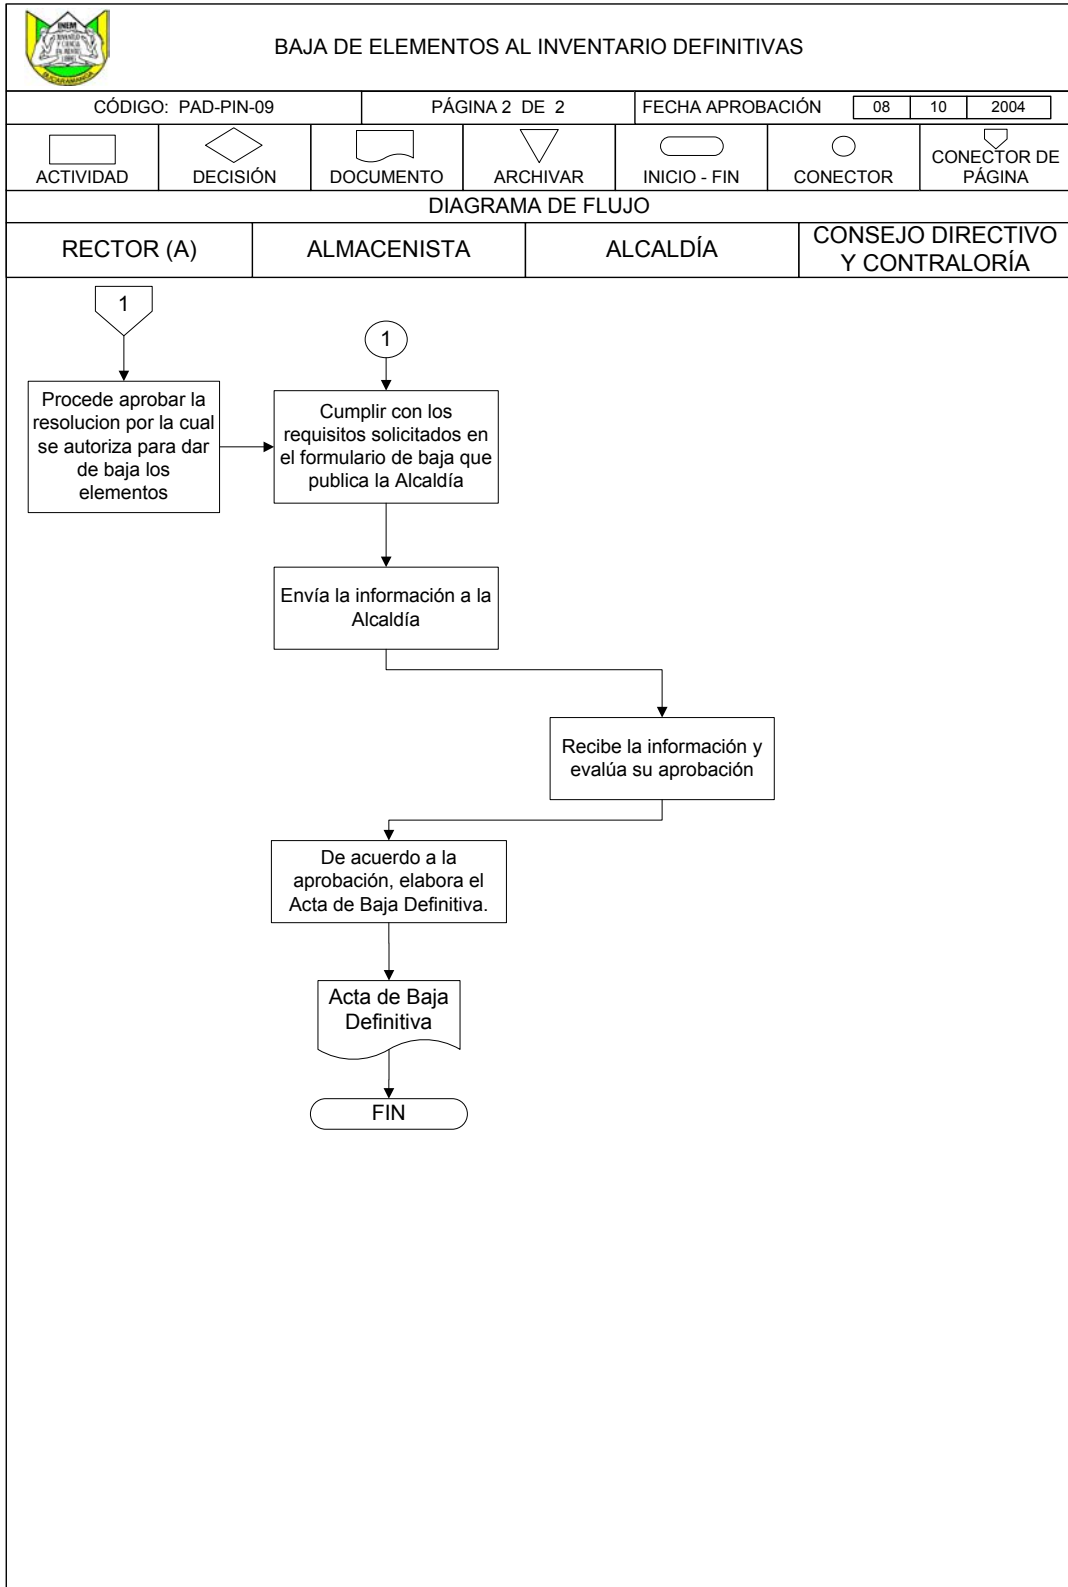 INEM
BUCARAMANGA
BAJA DE ELEMENTOS AL INVENTARIO DEFINITIVAS
CÓDIGO: PAD-PIN-09
PÁGINA 2 DE 2
FECHA APROBACIÓN
08
10
2004
ACTIVIDAD
DECISIÓN
DOCUMENTO
ARCHIVAR
INICIO - FIN
CONECTOR
CONECTOR DE
PÁGINA
DIAGRAMA DE FLUJO
RECTOR (A)
ALMACENISTA
ALCALDÍA
CONSEJO DIRECTIVO
Y CONTRALORÍA
1
1
Procede aprobar la
resolucion por la cual
se autoriza para dar
de baja los
elementos
Cumplir con los
requisitos solicitados en
el formulario de baja que
publica la Alcaldía
Envía la información a la
Alcaldía
Recibe la información y
evalúa su aprobación
De acuerdo a la
aprobación, elabora el
Acta de Baja Definitiva.
Acta de Baja
Definitiva
FIN